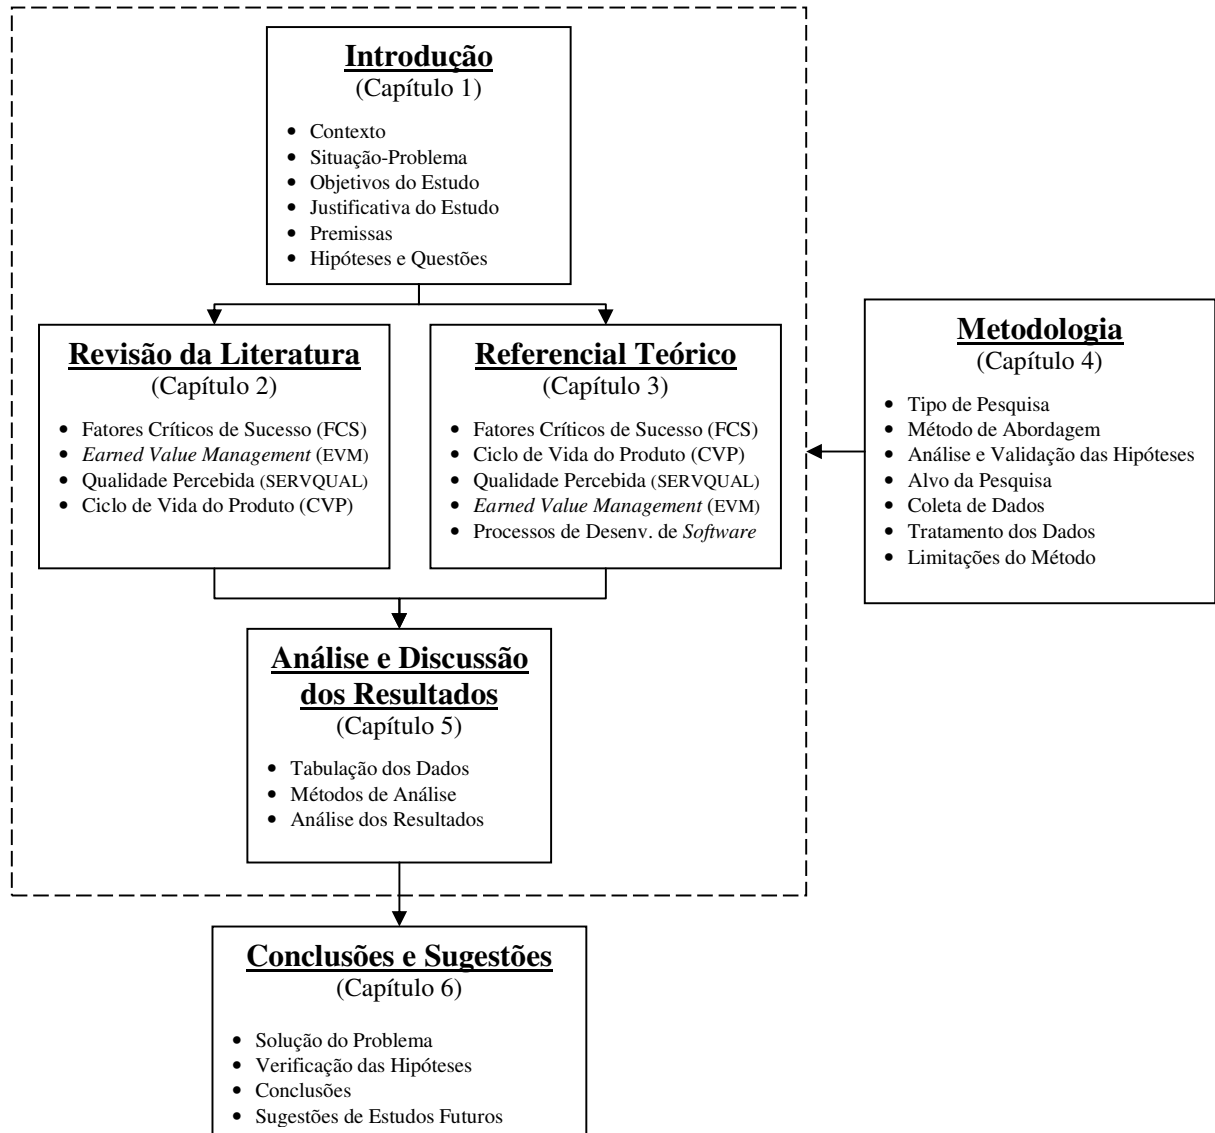 Introdução
(Capítulo 1)
• Contexto
• Situação-Problema
• Objetivos do Estudo
• Justificativa do Estudo
• Premissas
• Hipóteses e Questões
Revisão da Literatura
(Capítulo 2)
• Fatores Críticos de Sucesso (FCS)
• Earned Value Management (EVM)
• Qualidade Percebida (SERVQUAL)
• Ciclo de Vida do Produto (CVP)
Referencial Teórico
(Capítulo 3)
• Fatores Críticos de Sucesso (FCS)
• Ciclo de Vida do Produto (CVP)
• Qualidade Percebida (SERVQUAL)
• Earned Value Management (EVM)
• Processos de Desenv. de Software
Metodologia
(Capítulo 4)
• Tipo de Pesquisa
• Método de Abordagem
• Análise e Validação das Hipóteses
• Alvo da Pesquisa
• Coleta de Dados
• Tratamento dos Dados
• Limitações do Método
Análise e Discussão
dos Resultados
(Capítulo 5)
• Tabulação dos Dados
• Métodos de Análise
• Análise dos Resultados
Conclusões e Sugestões
(Capítulo 6)
• Solução do Problema
• Verificação das Hipóteses
• Conclusões
• Sugestões de Estudos Futuros